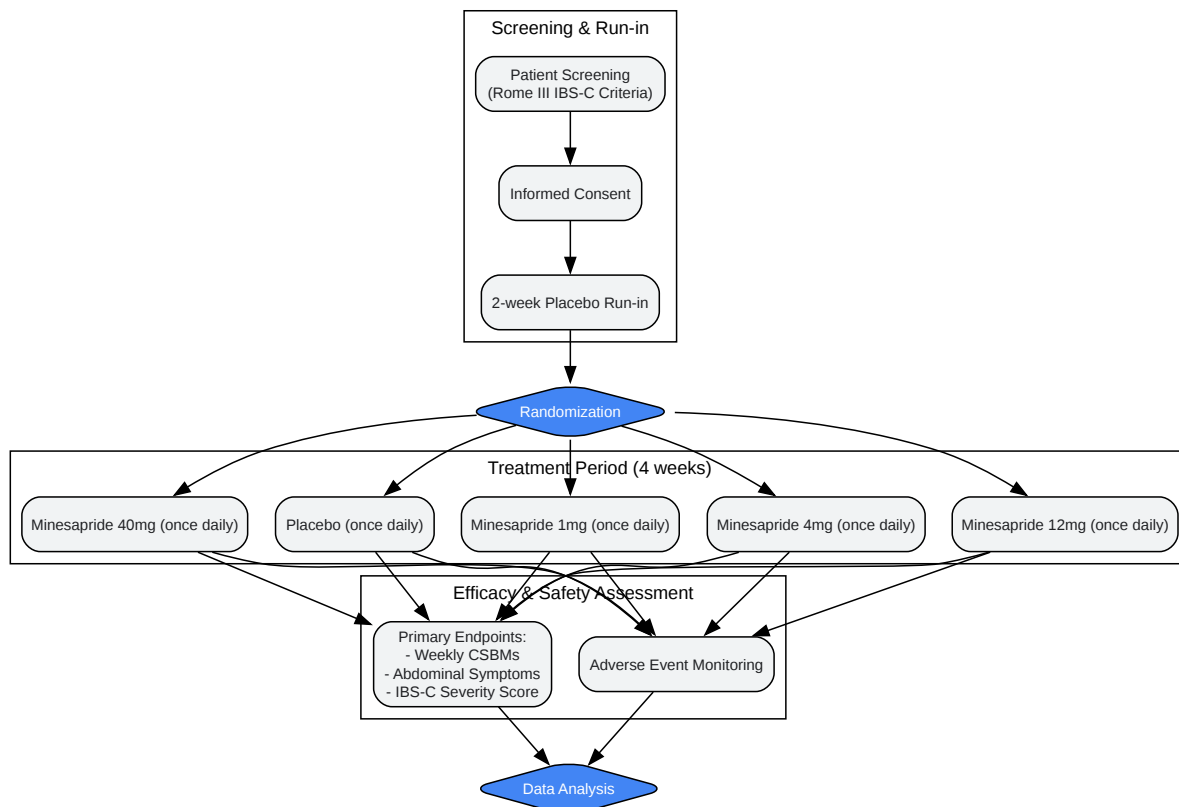 Screening & Run-in
Patient Screening
(Rome III IBS-C Criteria)
Informed Consent
2-week Placebo Run-in
Randomization
Treatment Period (4 weeks)
Minesapride 40mg (once daily)
Placebo (once daily)
Minesapride 1mg (once daily)
Minesapride 4mg (once daily)
Minesapride 12mg (once daily)
Efficacy & Safety Assessment
Primary Endpoints:
- Weekly CSBMs
- Abdominal Symptoms
- IBS-C Severity Score
Adverse Event Monitoring
Data Analysis